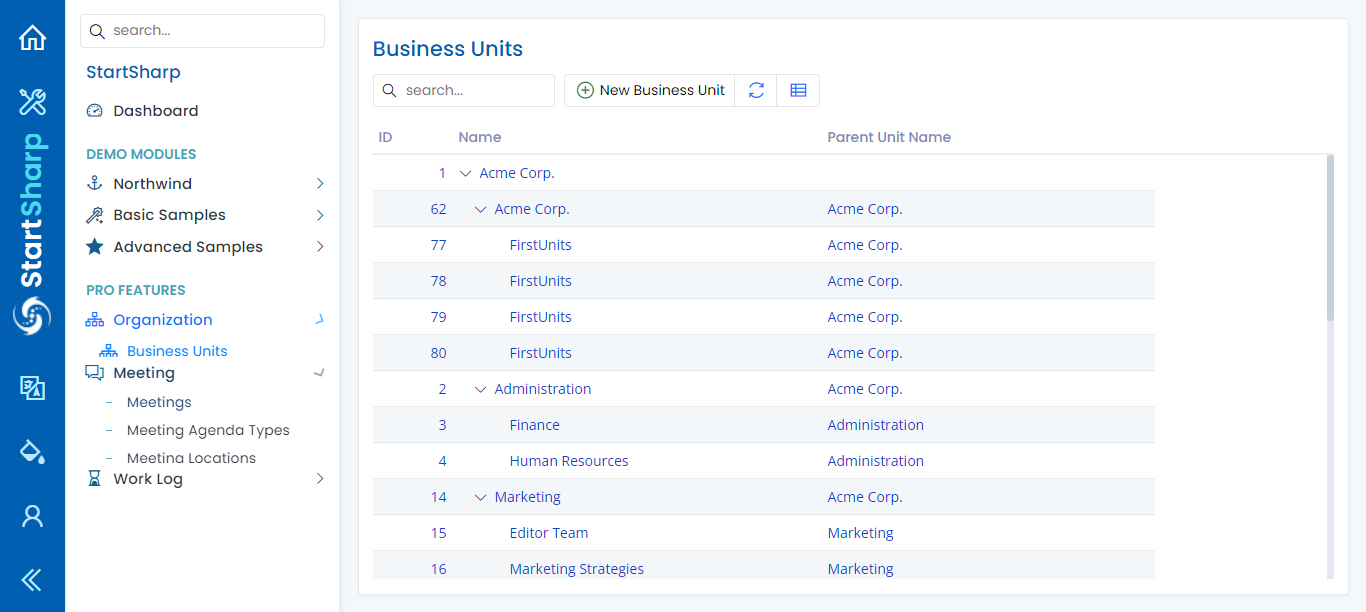 StartSharp
search...
StartSharp
Dashboard
DEMO MODULES
Northwind
Basic Samples
Advanced Samples
PRO FEATURES
Organization
Business Units
Meeting
Meetings
Meeting Agenda Types
Meeting Locations
Work Log
Business Units
search...
New Business Unit
ID Name Parent Unit Name
1 Acme Corp.
62 Acme Corp. Acme Corp.
77 FirstUnits Acme Corp.
78 FirstUnits Acme Corp.
79 FirstUnits Acme Corp.
80 FirstUnits Acme Corp.
2 Administration Acme Corp.
3 Finance Administration
4 Human Resources Administration
14 Marketing Acme Corp.
15 Editor Team Marketing
16 Marketing Strategies Marketing